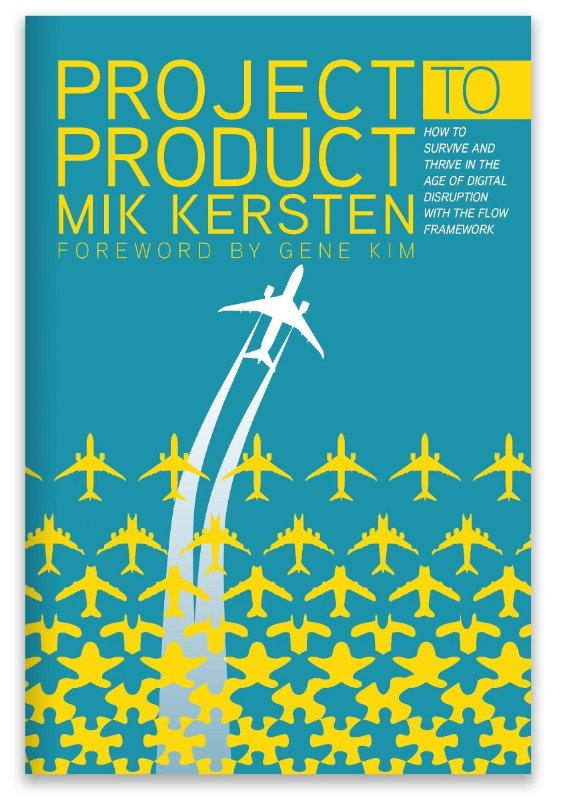 PROJECT TO
PRODUCT
MIK KERSTEN
FOREWORD BY GENE KIM
HOW TO
SURVIVE AND
THRIVE IN THE
AGE OF DIGITAL
DISRUPTION
WITH THE FLOW
FRAMEWORK